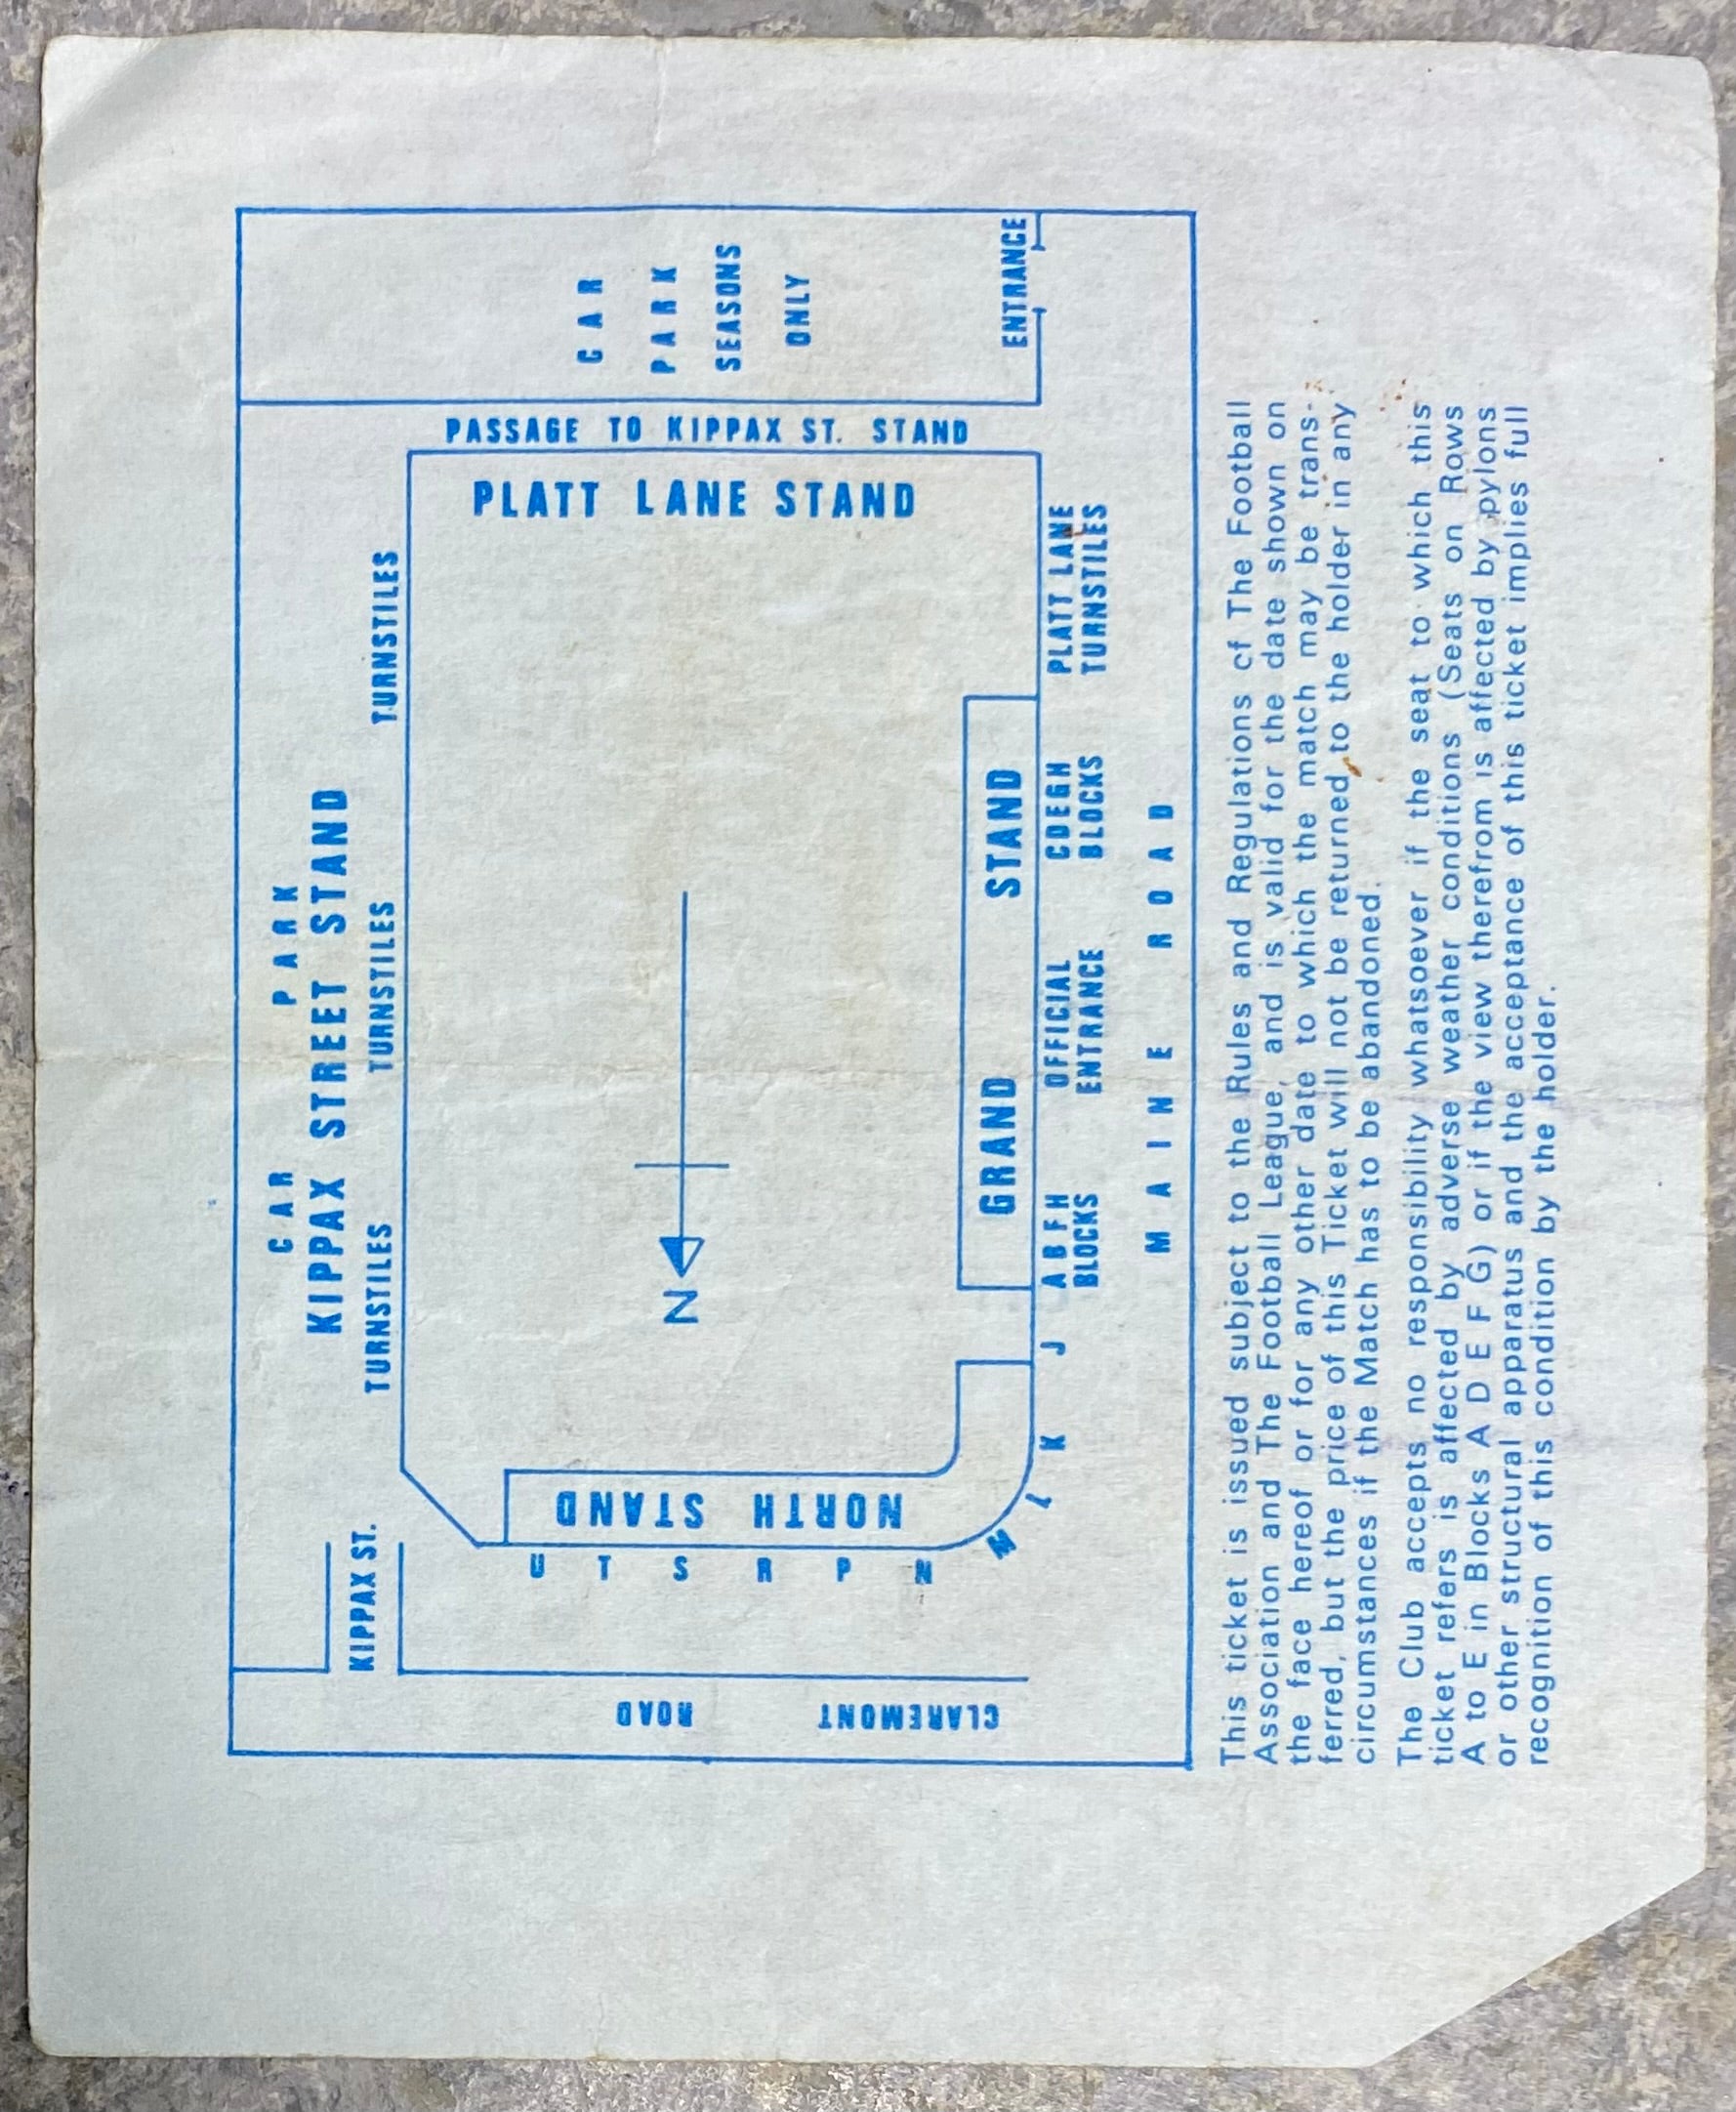 CAR PARK
KIPPAX STREET STAND
TURNSTILES TURNSTILES TURNSTILES
KIPPAX ST.
CLAREMONT ROAD
U T S R P N M L K J
NORTH STAND
N
PLATT LANE STAND
PASSAGE TO KIPPAX ST. STAND
CAR
PARK
SEASONS
ONLY
ENTRANCE
GRAND STAND
A B F H
BLOCKS
OFFICIAL
ENTRANCE
CDEGH
BLOCKS
PLATT LANE
TURNSTILES
MAINE ROAD
This ticket is issued subject to the Rules and Regulations of The Football
Association and The Football League, and is valid for the date shown on
the face hereof or for any other date to which the match may be trans-
ferred, but the price of this Ticket will not be returned to the holder in any
circumstances if the Match has to be abandoned.
The Club accepts no responsibility whatsoever if the seat to which this
ticket refers is affected by adverse weather conditions (Seats on Rows
A to E in Blocks A D E F G) or if the view therefrom is affected by pylons
or other structural apparatus and the acceptance of this ticket implies full
recognition of this condition by the holder.